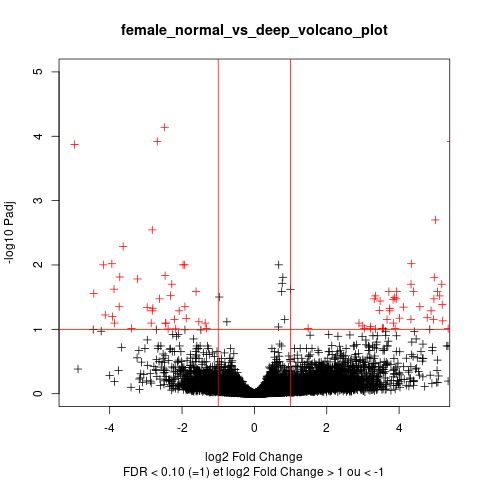 female_normal_vs_deep_volcano_plot
-log10 Padj
5
4
3
2
1
0
-4
-2
0
2
4
log2 Fold Change
FDR < 0.10 (=1) et log2 Fold Change > 1 ou < -1